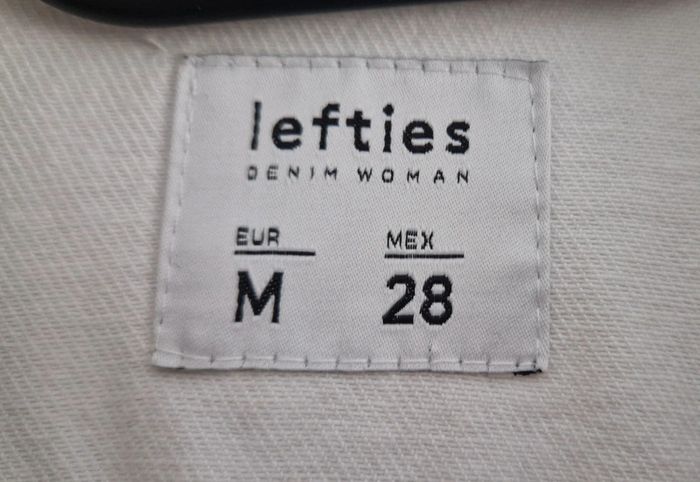 lefties
DENIM WOMAN
EUR MEX
M 28